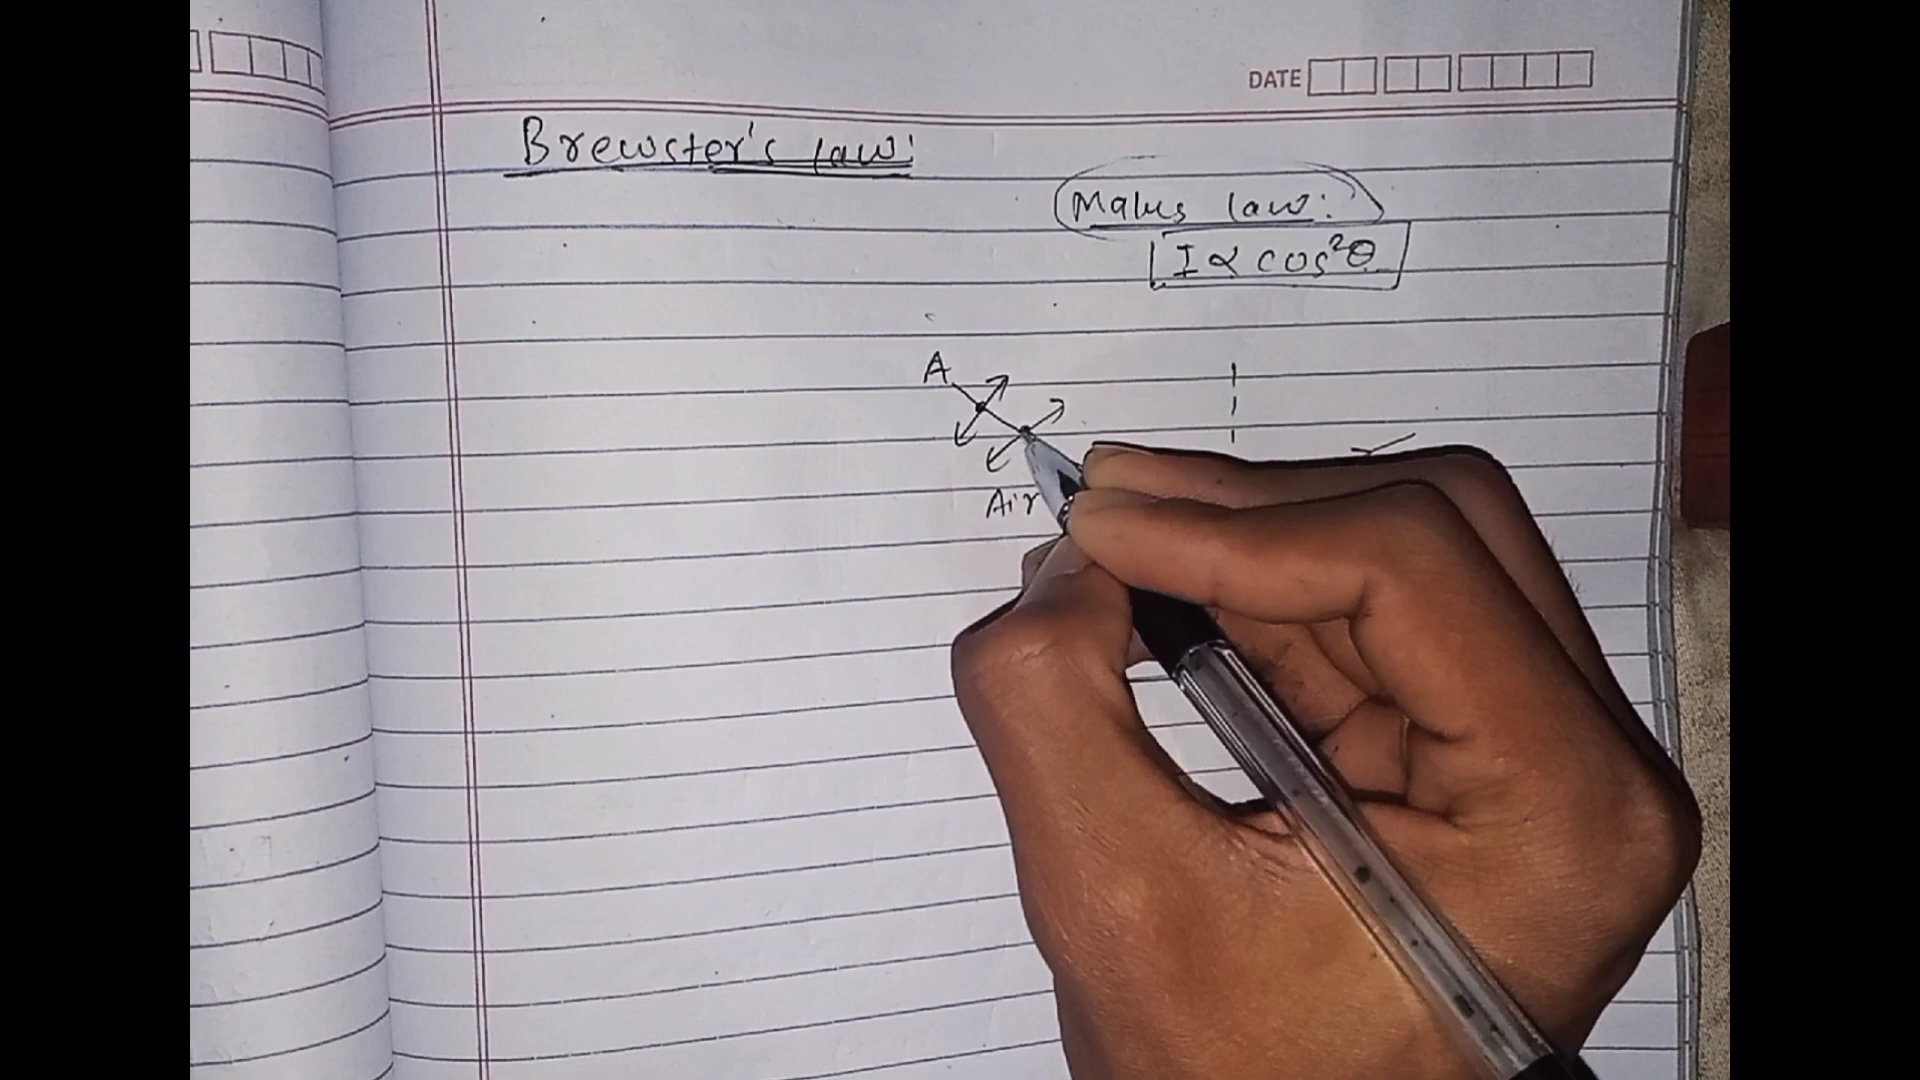 DATE
Brewster's law:
Malus law:
I ∝ cos²θ
A
Air